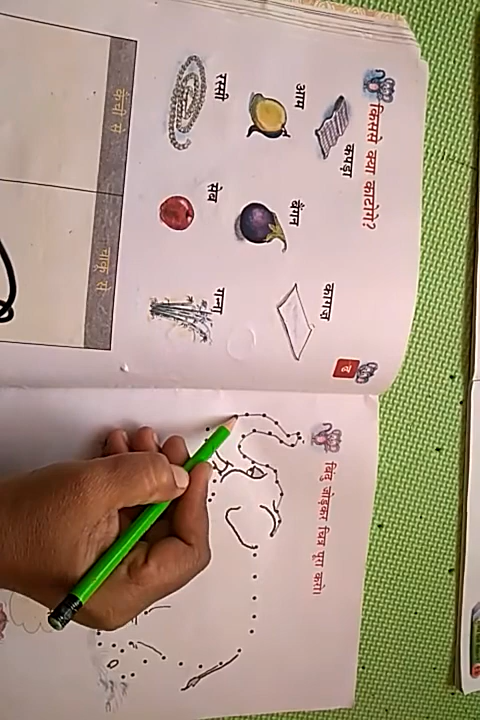 किससे क्या काटोगे?
कपड़ा
कागज
आम
बैंगन
रस्सी
सेब
गन्ना
कैंची से
चाकू से
बिंदु जोड़कर चित्र पूरा करो।